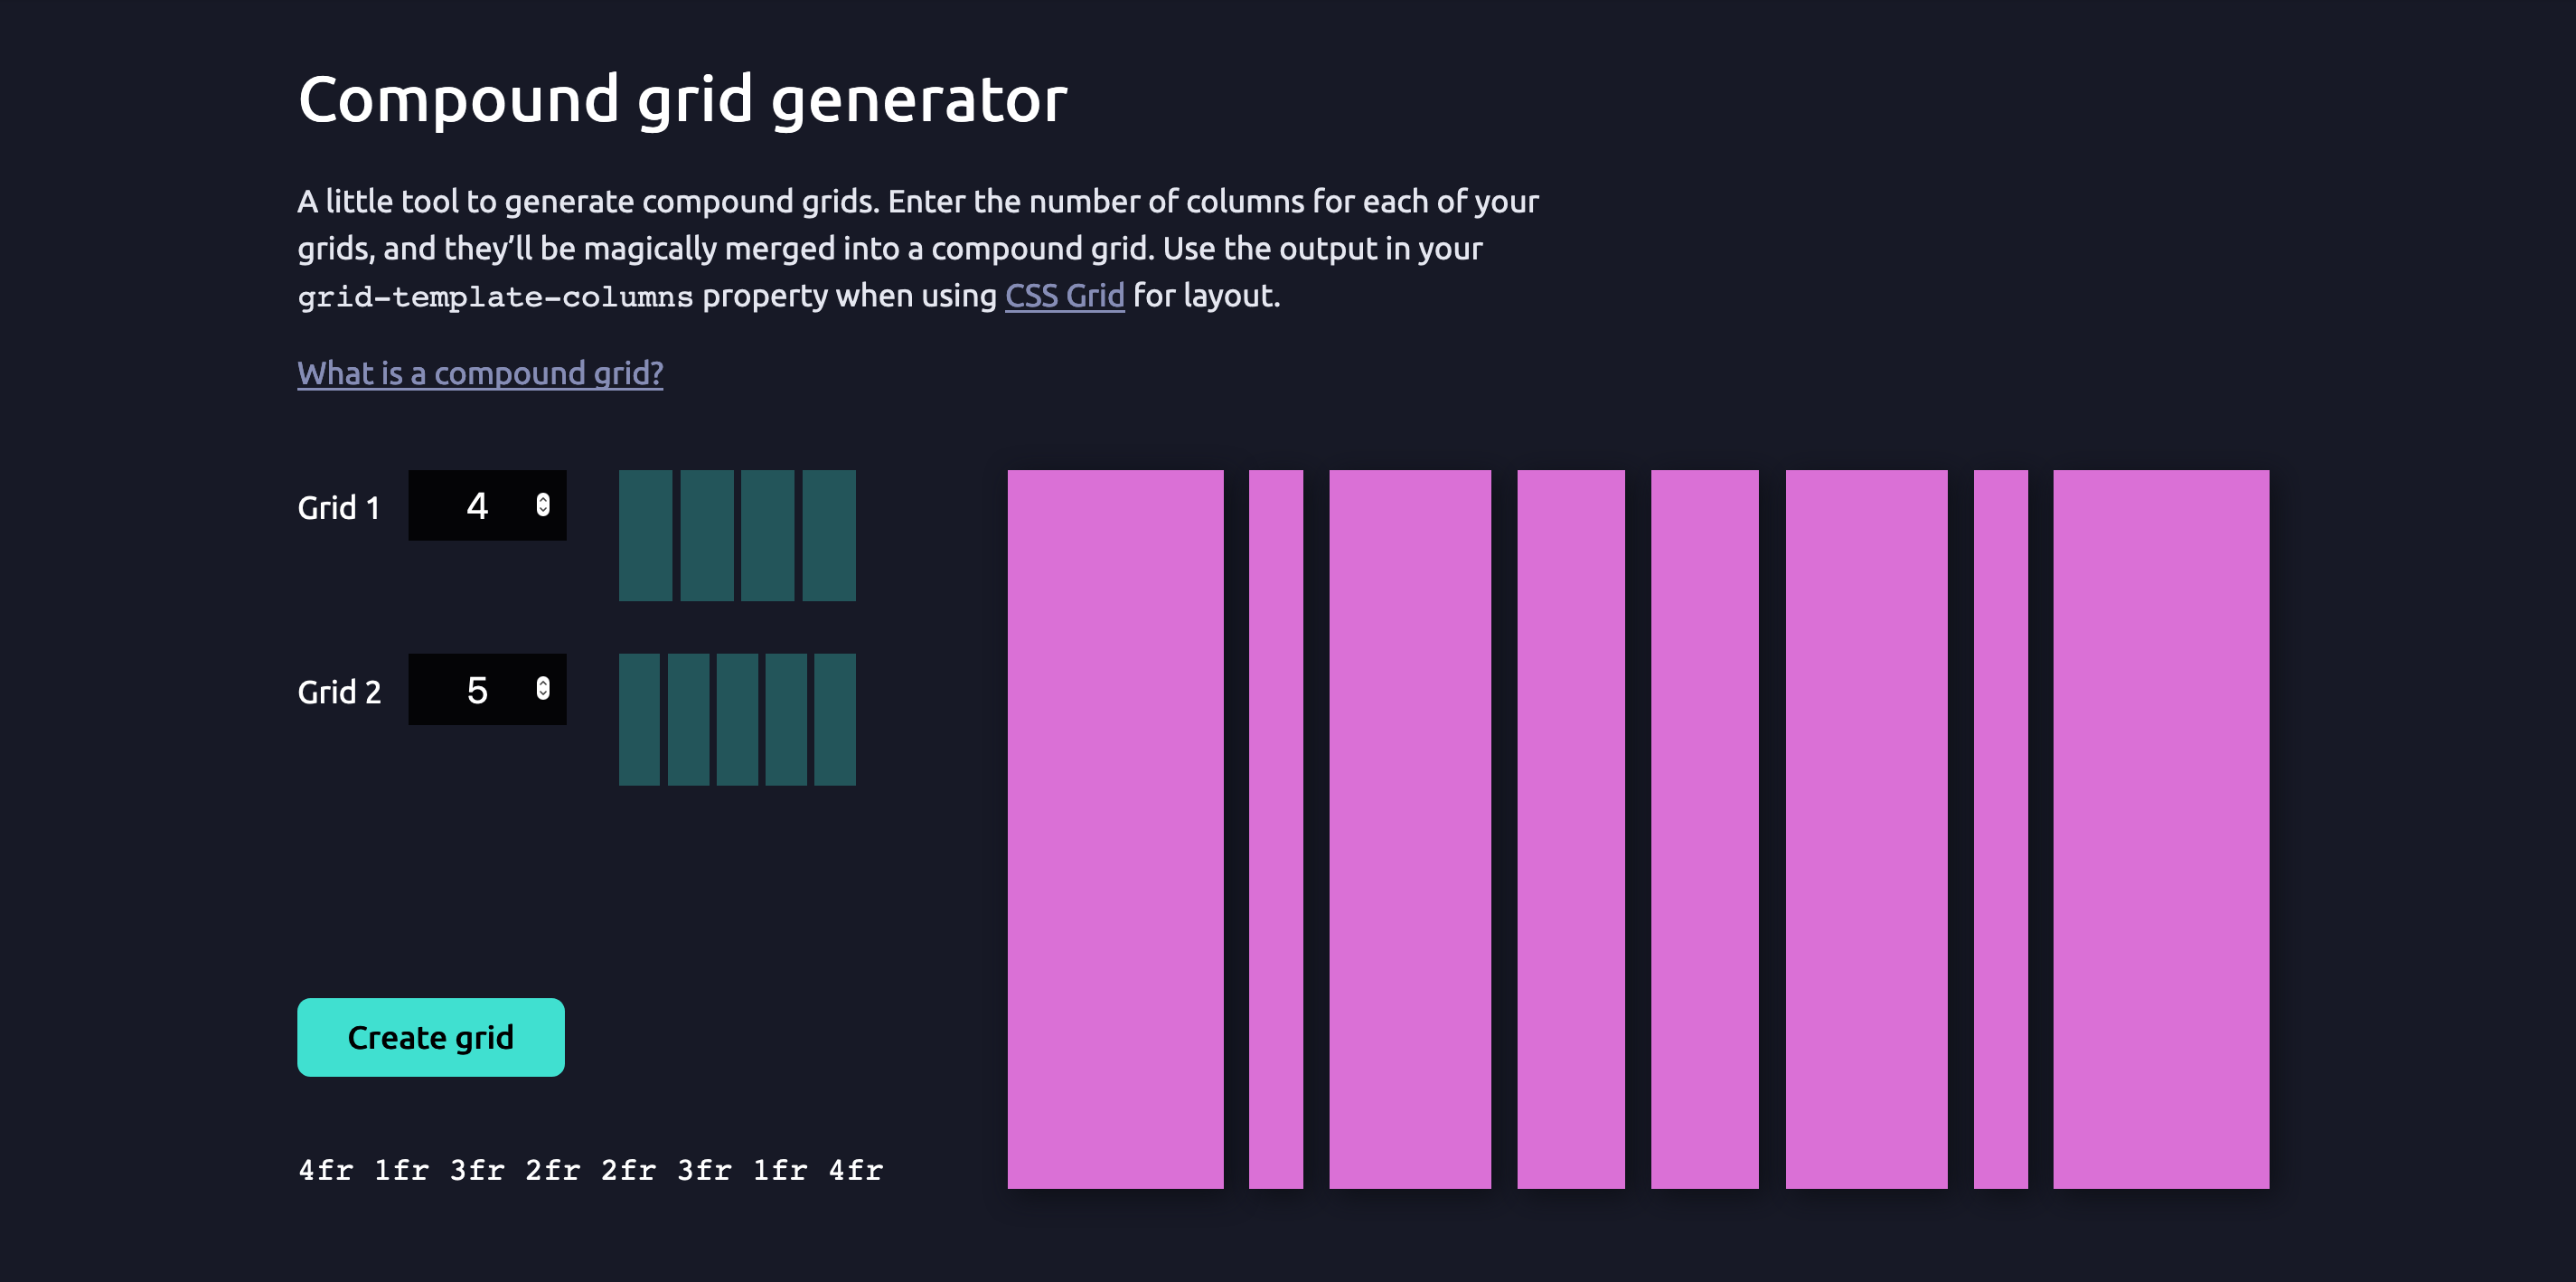 Compound grid generator
A little tool to generate compound grids. Enter the number of columns for each of your
grids, and they’ll be magically merged into a compound grid. Use the output in your
grid-template-columns property when using CSS Grid for layout.
What is a compound grid?
Grid 1 4
Grid 2 5
Create grid
4fr 1fr 3fr 2fr 2fr 3fr 1fr 4fr